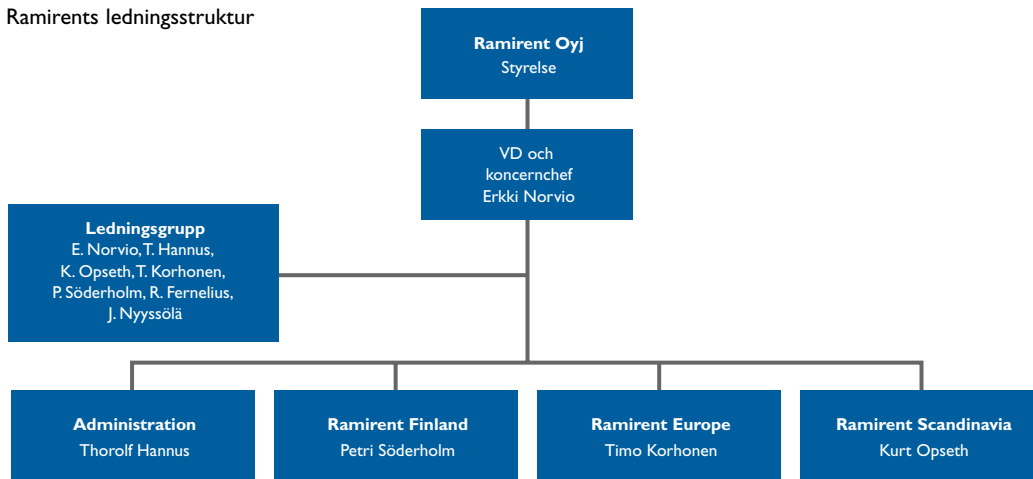 Ramirents ledningsstruktur
Ramirent Oyj
Styrelse
VD och
koncernchef
Erkki Norvio
Ledningsgrupp
E. Norvio, T. Hannus,
K. Opseth, T. Korhonen,
P. Söderholm, R. Fernelius,
J. Nyyssölä
Administration
Thorolf Hannus
Ramirent Finland
Petri Söderholm
Ramirent Europe
Timo Korhonen
Ramirent Scandinavia
Kurt Opseth